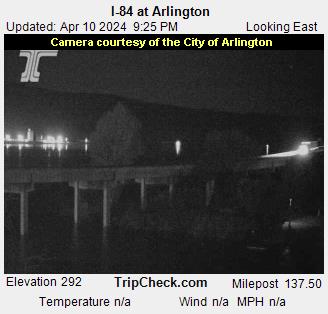 I-84 at Arlington
Updated: Apr 10 2024 9:25 PM Looking East
Camera courtesy of the City of Arlington
Elevation 292 TripCheck.com Milepost 137.50
Temperature n/a Wind n/a MPH n/a